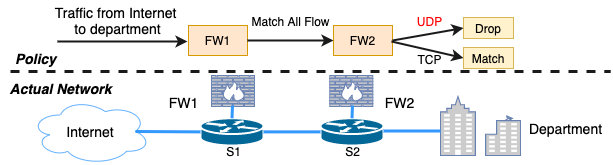 Traffic from Internet
to department
FW1
Match All Flow
FW2
UDP
Drop
TCP
Match
Policy
Actual Network
FW1
FW2
Internet
S1
S2
Department